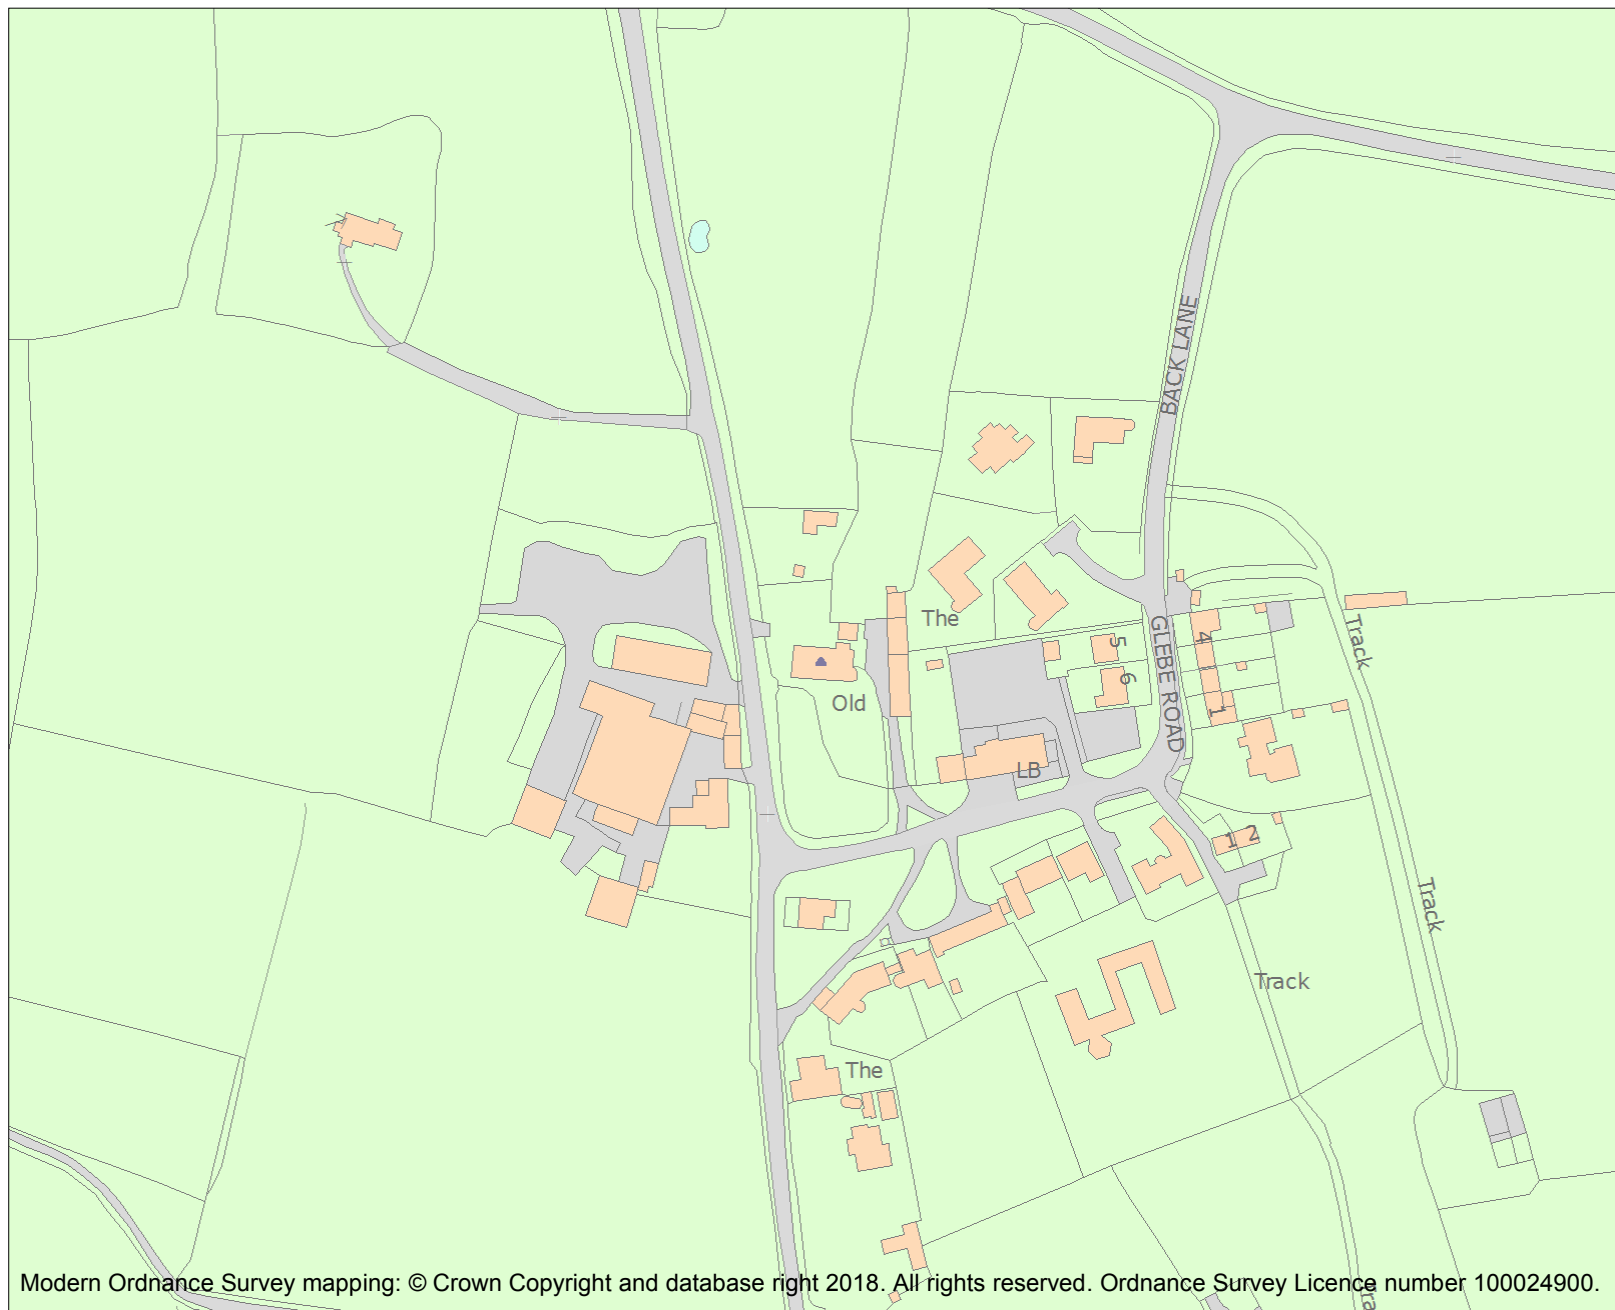 BACK LANE
The
5
4
Track
6
GLEBE ROAD
Old
1
LB
1 2
Track
Track
The
Modern Ordnance Survey mapping: © Crown Copyright and database right 2018. All rights reserved. Ordnance Survey Licence number 100024900.